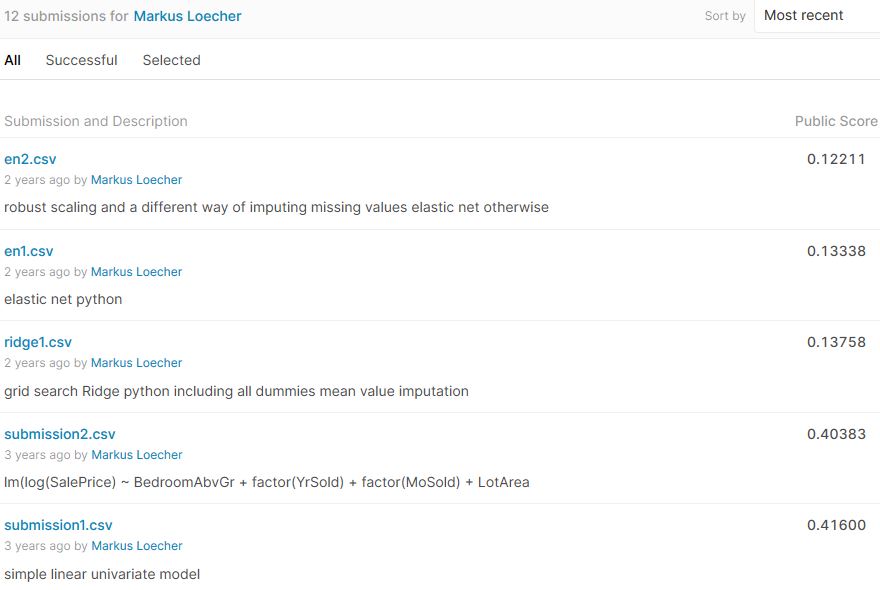 12 submissions for Markus Loecher Sort by Most recent
All Successful Selected
Submission and Description Public Score
en2.csv 0.12211
2 years ago by Markus Loecher
robust scaling and a different way of imputing missing values elastic net otherwise
en1.csv 0.13338
2 years ago by Markus Loecher
elastic net python
ridge1.csv 0.13758
2 years ago by Markus Loecher
grid search Ridge python including all dummies mean value imputation
submission2.csv 0.40383
3 years ago by Markus Loecher
lm(log(SalePrice) ~ BedroomAbvGr + factor(YrSold) + factor(MoSold) + LotArea
submission1.csv 0.41600
3 years ago by Markus Loecher
simple linear univariate model